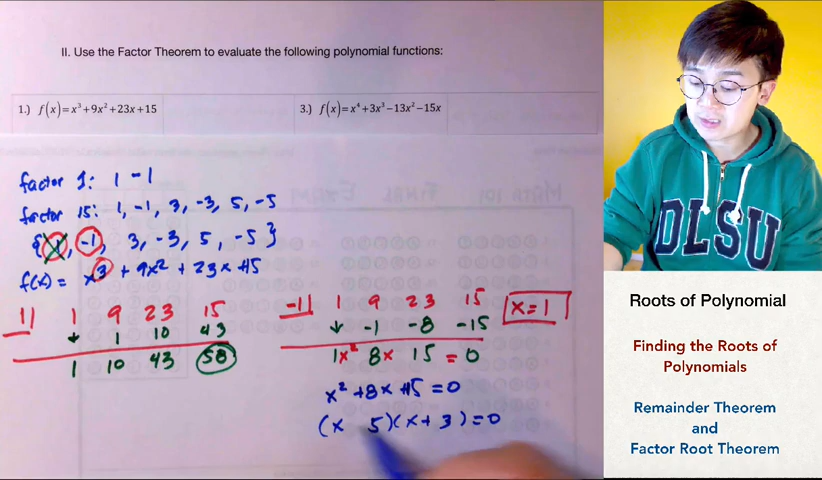 II. Use the Factor Theorem to evaluate the following polynomial functions:
1.) f(x)=x³+9x²+23x+15
3.) f(x)=x⁴+3x³-13x²-15x
factor 1: 1 -1
factor 15: 1, -1, 3, -3, 5, -5
{1, -1, 3, -3, 5, -5}
f(x) = x³ + 9x² + 23x +15
1| 1 9 23 15
↓ 1 10 43
1 10 43 58
-1| 1 9 23 15
↓ -1 -8 -15
1x² 8x 15 = 0
x=1
x² + 8x +15 = 0
(x 5)(x + 3) = 0
DLSU
Roots of Polynomial
Finding the Roots of
Polynomials
Remainder Theorem
and
Factor Root Theorem